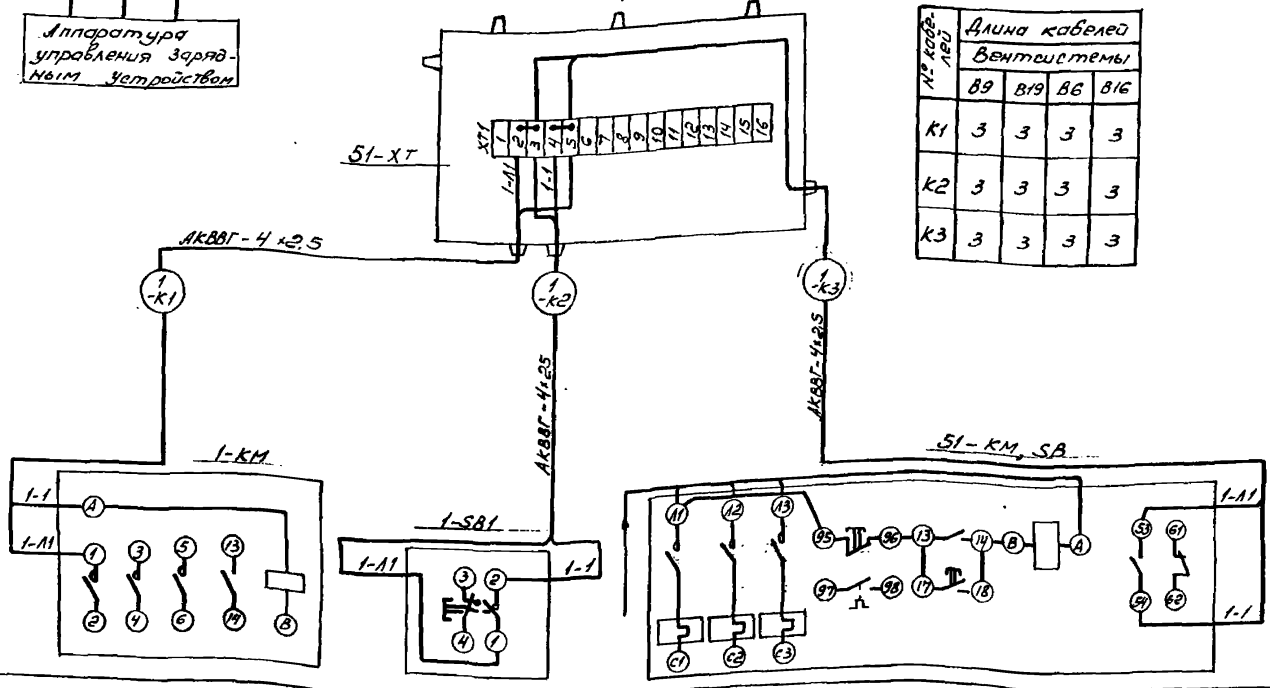 Аппаратура
управления заряд-
ным устройством
№ кабе-
лей
Длина кабелей
Вентсистемы
В9 В19 В6 В16
К1 3 3 3 3
К2 3 3 3 3
К3 3 3 3 3
51-ХТ
ХТ1 1 2 3 4 5 6 7 8 9 10 11 12 13 14 15 16
1-Л1 1-1
АКВВГ-4×2,5
1
-К1
1
-К2
1
-К3
АКВВГ-4×25
АКВВГ-4×2,5
1-КМ
1-1
1-Л1
А
1 3 5 13
2 4 6 14 В
1-SB1
1-Л1
1-1
3 2
4 1
51-КМ, SB
Л1 Л2 Л3
95 96 13 14 В А
97 98 17 18
С1 С2 С3
53 61
54 62
1-Л1
1-1